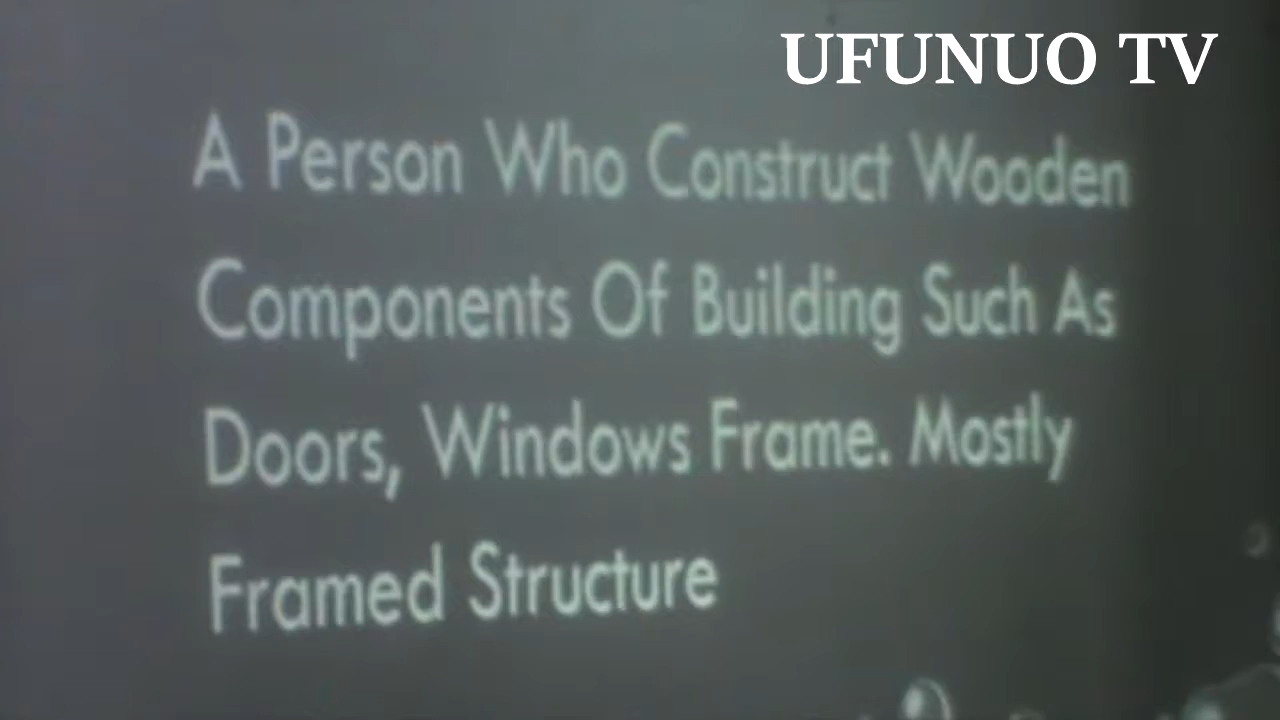 UFUNUO TV
A Person Who Construct Wooden
Components Of Building Such As
Doors, Windows Frame. Mostly
Framed Structure